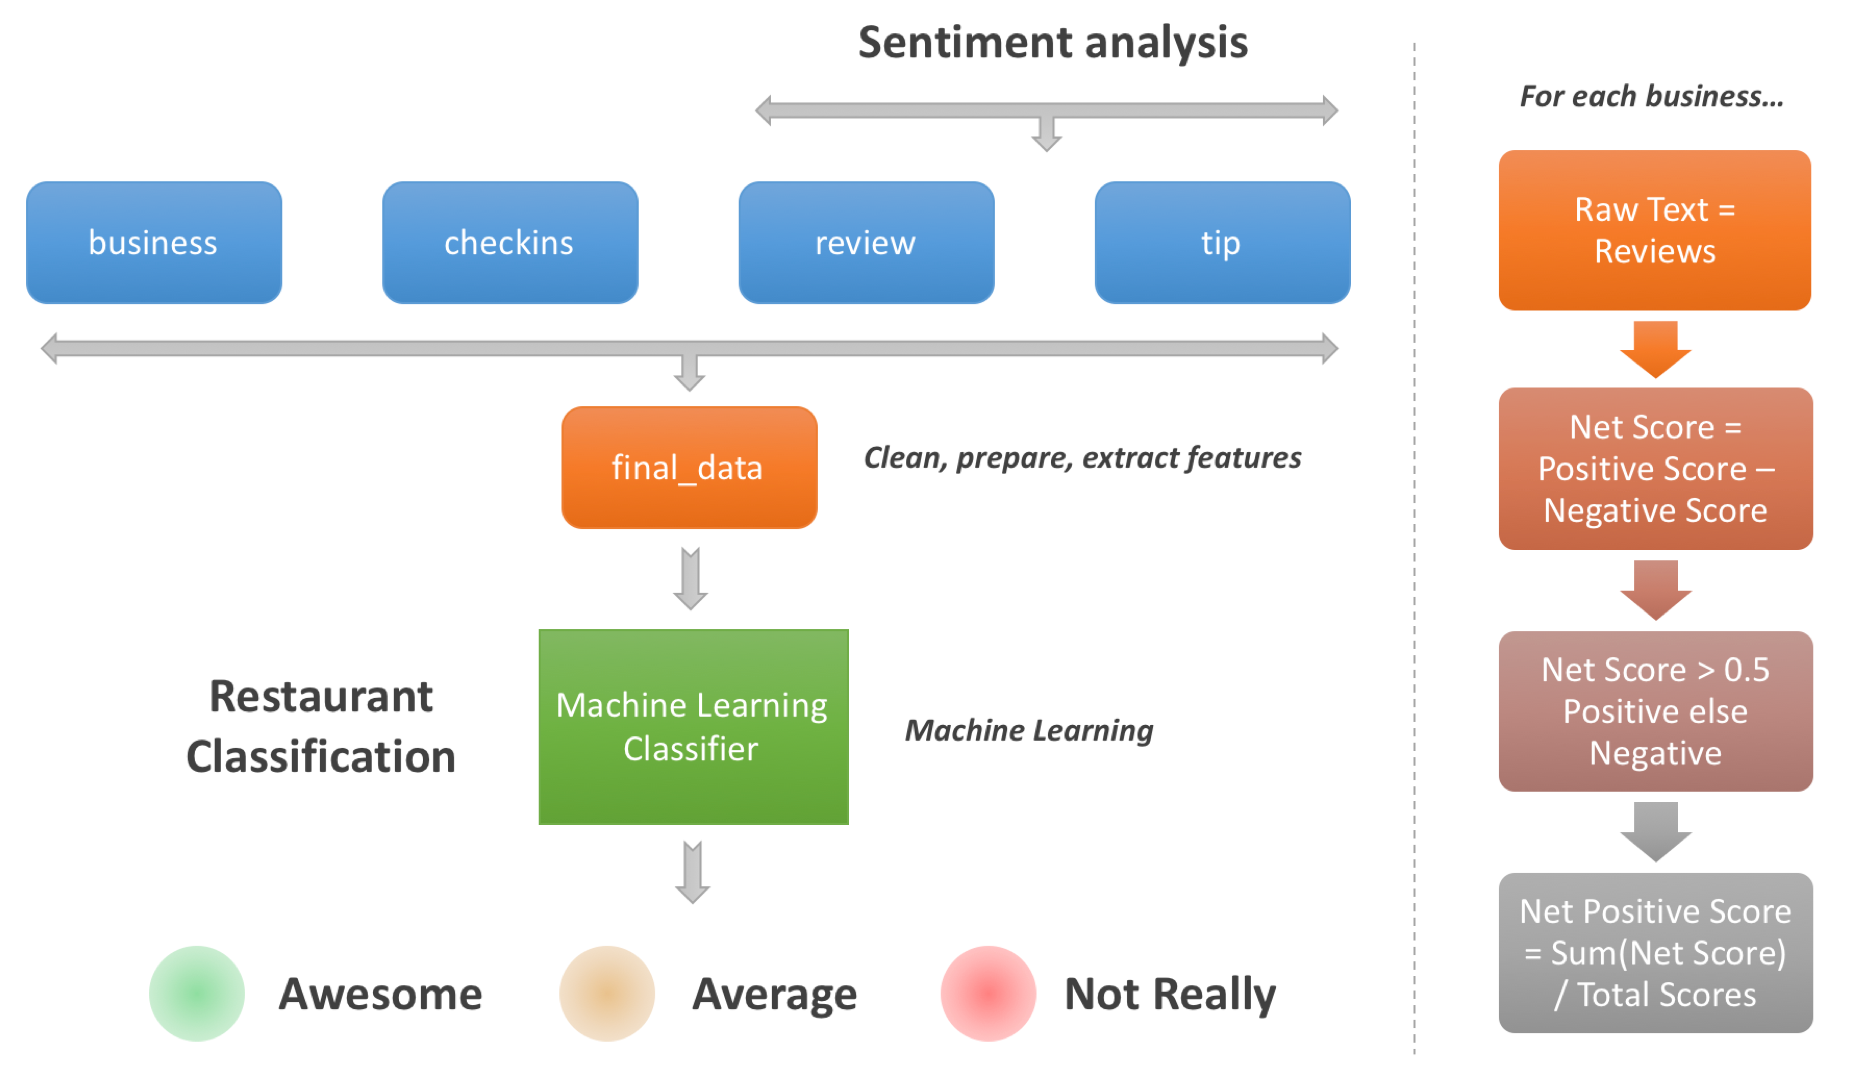 Sentiment analysis
business
checkins
review
tip
final_data
Clean, prepare, extract features
Restaurant
Classification
Machine Learning
Classifier
Machine Learning
Awesome
Average
Not Really
For each business...
Raw Text =
Reviews
Net Score =
Positive Score –
Negative Score
Net Score > 0.5
Positive else
Negative
Net Positive Score
= Sum(Net Score)
/ Total Scores